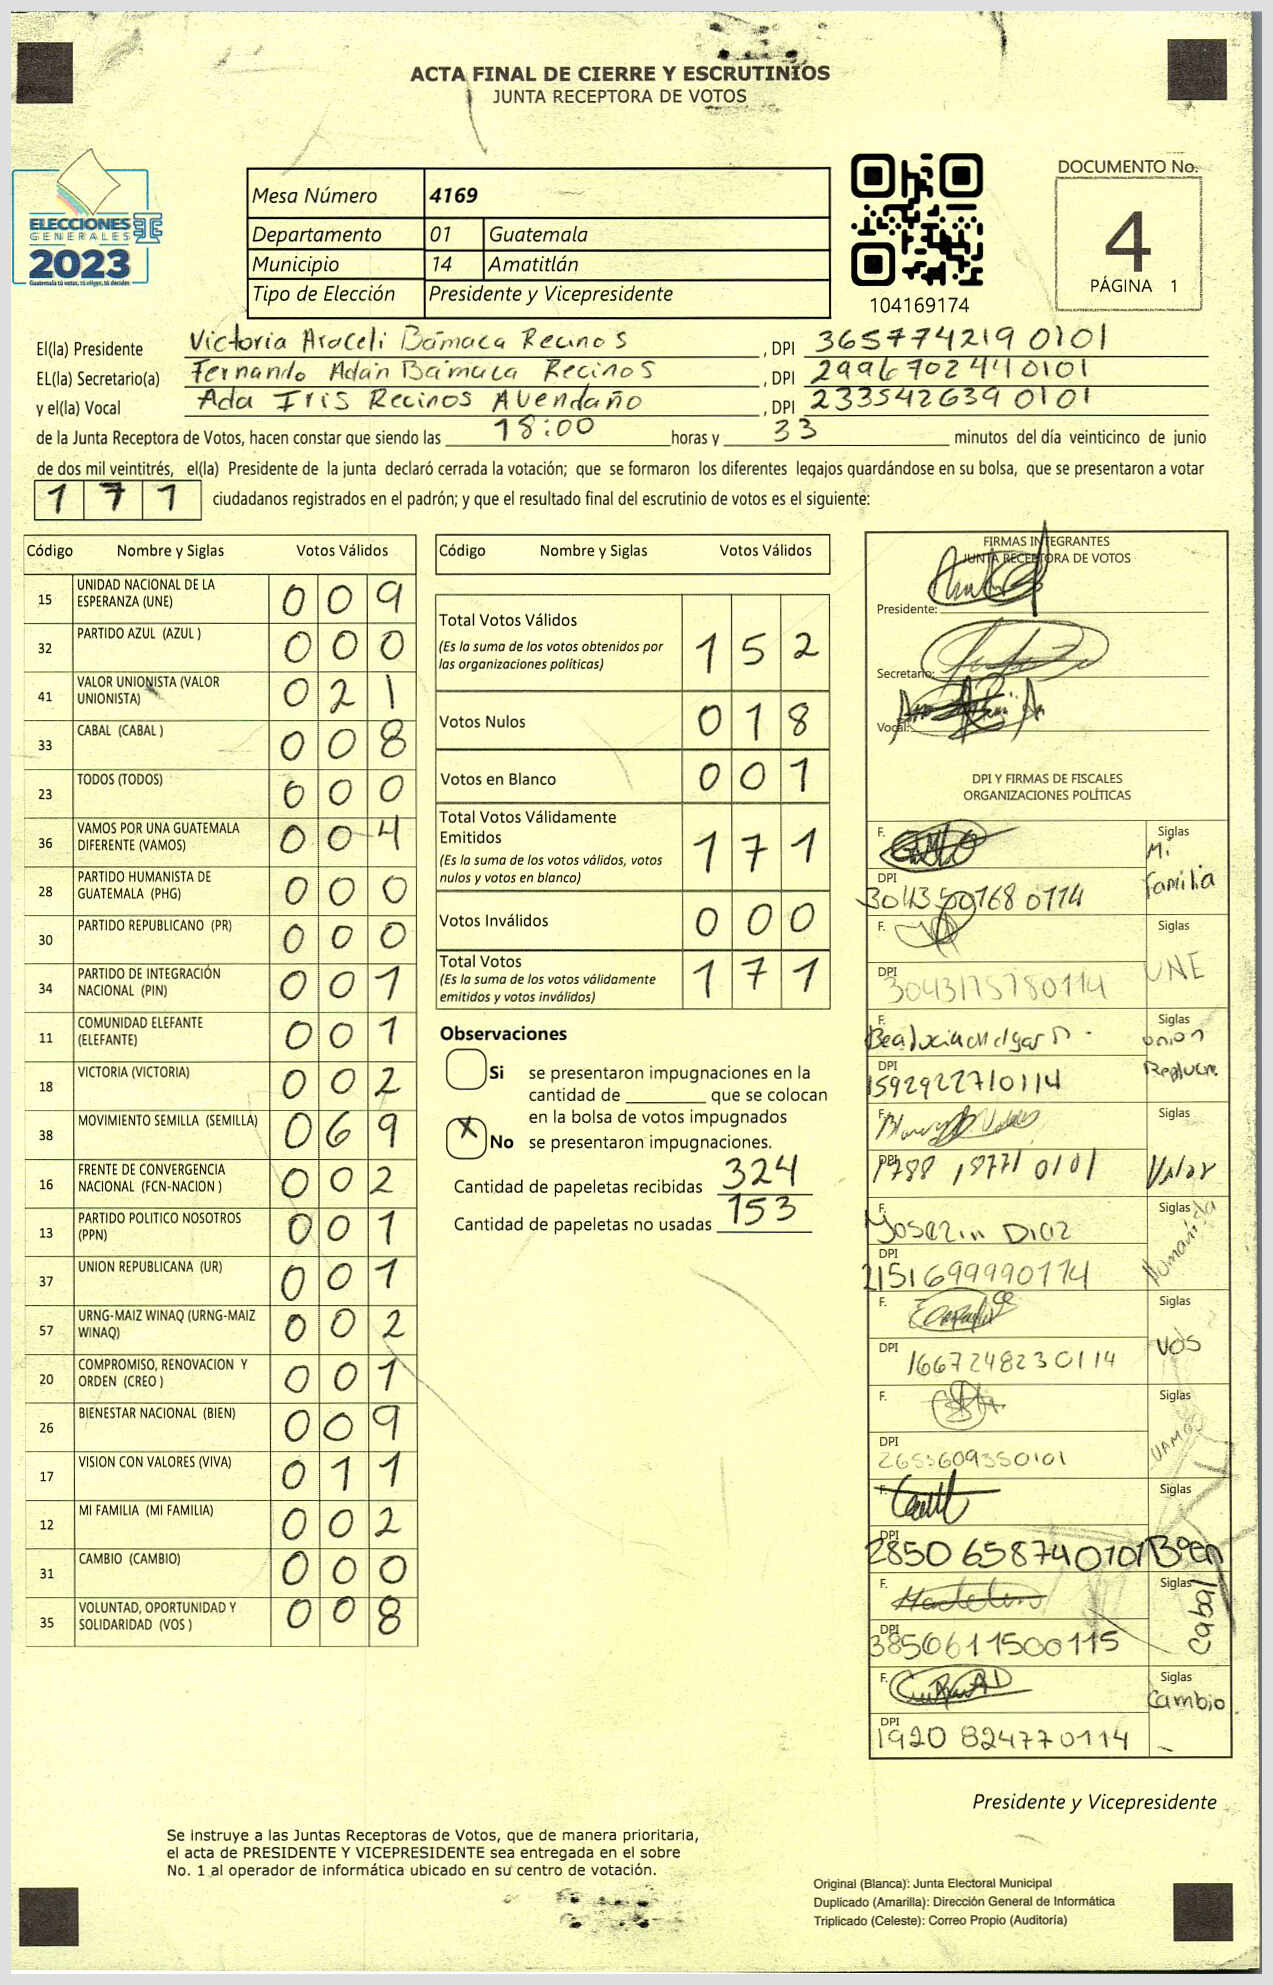 ACTA FINAL DE CIERRE Y ESCRUTINIOS
JUNTA RECEPTORA DE VOTOS
ELECCIONES
GENERALES
2023
Guatemala tú votas, tú eliges, tú decides
Mesa Número 4169
Departamento 01 Guatemala
Municipio 14 Amatitlán
Tipo de Elección Presidente y Vicepresidente
104169174
DOCUMENTO No.
4
PÁGINA 1
El(la) Presidente Victoria Araceli Bámaca Recinos , DPI 365774219 0101
EL(la) Secretario(a) Fernando Adán Bámaca Recinos , DPI 299670244 0101
y el(la) Vocal Ada Iris Recinos Avendaño , DPI 233542639 0101
de la Junta Receptora de Votos, hacen constar que siendo las 18:00 horas y 33 minutos del día veinticinco de junio
de dos mil veintitrés, el(la) Presidente de la junta declaró cerrada la votación; que se formaron los diferentes legajos quardándose en su bolsa, que se presentaron a votar
1 7 1 ciudadanos registrados en el padrón; y que el resultado final del escrutinio de votos es el siguiente:
Código Nombre y Siglas Votos Válidos
15 UNIDAD NACIONAL DE LA ESPERANZA (UNE) 0 0 9
32 PARTIDO AZUL (AZUL ) 0 0 0
41 VALOR UNIONISTA (VALOR UNIONISTA) 0 2 1
33 CABAL (CABAL ) 0 0 8
23 TODOS (TODOS) 0 0 0
36 VAMOS POR UNA GUATEMALA DIFERENTE (VAMOS) 0 0 4
28 PARTIDO HUMANISTA DE GUATEMALA (PHG) 0 0 0
30 PARTIDO REPUBLICANO (PR) 0 0 0
34 PARTIDO DE INTEGRACIÓN NACIONAL (PIN) 0 0 1
11 COMUNIDAD ELEFANTE (ELEFANTE) 0 0 1
18 VICTORIA (VICTORIA) 0 0 2
38 MOVIMIENTO SEMILLA (SEMILLA) 0 6 9
16 FRENTE DE CONVERGENCIA NACIONAL (FCN-NACION ) 0 0 2
13 PARTIDO POLITICO NOSOTROS (PPN) 0 0 1
37 UNION REPUBLICANA (UR) 0 0 1
57 URNG-MAIZ WINAQ (URNG-MAIZ WINAQ) 0 0 2
20 COMPROMISO, RENOVACION Y ORDEN (CREO ) 0 0 1
26 BIENESTAR NACIONAL (BIEN) 0 0 9
17 VISION CON VALORES (VIVA) 0 1 1
12 MI FAMILIA (MI FAMILIA) 0 0 2
31 CAMBIO (CAMBIO) 0 0 0
35 VOLUNTAD, OPORTUNIDAD Y SOLIDARIDAD (VOS ) 0 0 8
Código Nombre y Siglas Votos Válidos
Total Votos Válidos 1 5 2
(Es la suma de los votos obtenidos por
las organizaciones políticas)
Votos Nulos 0 1 8
Votos en Blanco 0 0 1
Total Votos Válidamente
Emitidos 1 7 1
(Es la suma de los votos válidos, votos
nulos y votos en blanco)
Votos Inválidos 0 0 0
Total Votos 1 7 1
(Es la suma de los votos válidamente
emitidos y votos inválidos)
Observaciones
Si se presentaron impugnaciones en la
cantidad de ________ que se colocan
en la bolsa de votos impugnados
X No se presentaron impugnaciones.
Cantidad de papeletas recibidas 324
Cantidad de papeletas no usadas 153
FIRMAS INTEGRANTES
JUNTA RECEPTORA DE VOTOS
Presidente:
Secretario:
Vocal:
DPI Y FIRMAS DE FISCALES
ORGANIZACIONES POLÍTICAS
F. Siglas Mi Familia
DPI 304350768 0114
F. Siglas UNE
DPI 3043175780114
F. Siglas union
DPI 1592922710114
F. Siglas Valor
DPI 1788 18771 0101
F. Yoselin Diaz Siglas Humanista
DPI 2151699990114
F. Siglas VOS
DPI 1667248230114
F. Siglas VAMOS
DPI 2653609350101
F. Siglas Bien
DPI 2850658740101
F. Siglas Cabal
DPI 3850611500115
F. Siglas Cambio
DPI 1920 824770114
Presidente y Vicepresidente
Se instruye a las Juntas Receptoras de Votos, que de manera prioritaria,
el acta de PRESIDENTE Y VICEPRESIDENTE sea entregada en el sobre
No. 1 al operador de informática ubicado en su centro de votación.
Original (Blanca): Junta Electoral Municipal
Duplicado (Amarilla): Dirección General de Informática
Triplicado (Celeste): Correo Propio (Auditoría)